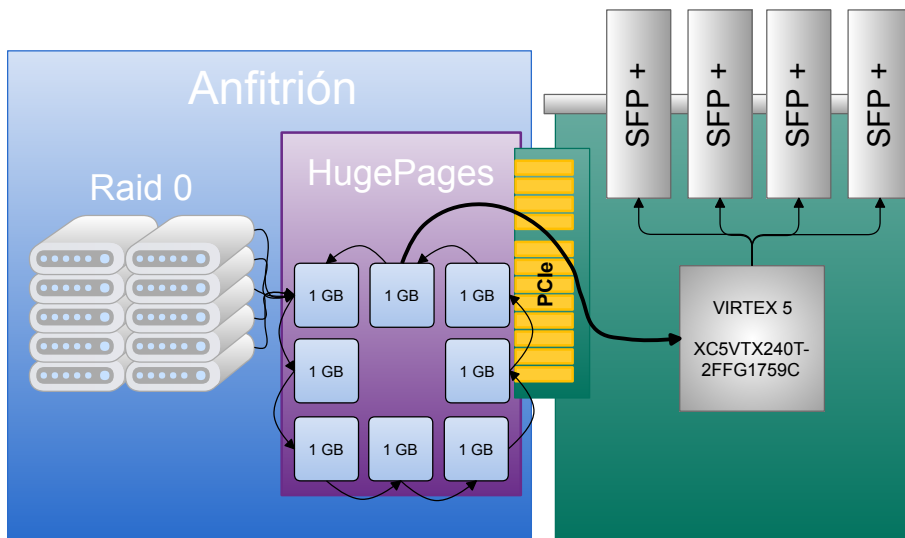 Anfitrión
Raid 0
HugePages
1 GB
1 GB
1 GB
1 GB
1 GB
1 GB
1 GB
1 GB
PCIe
SFP +
SFP +
SFP +
SFP +
VIRTEX 5
XC5VTX240T-
2FFG1759C